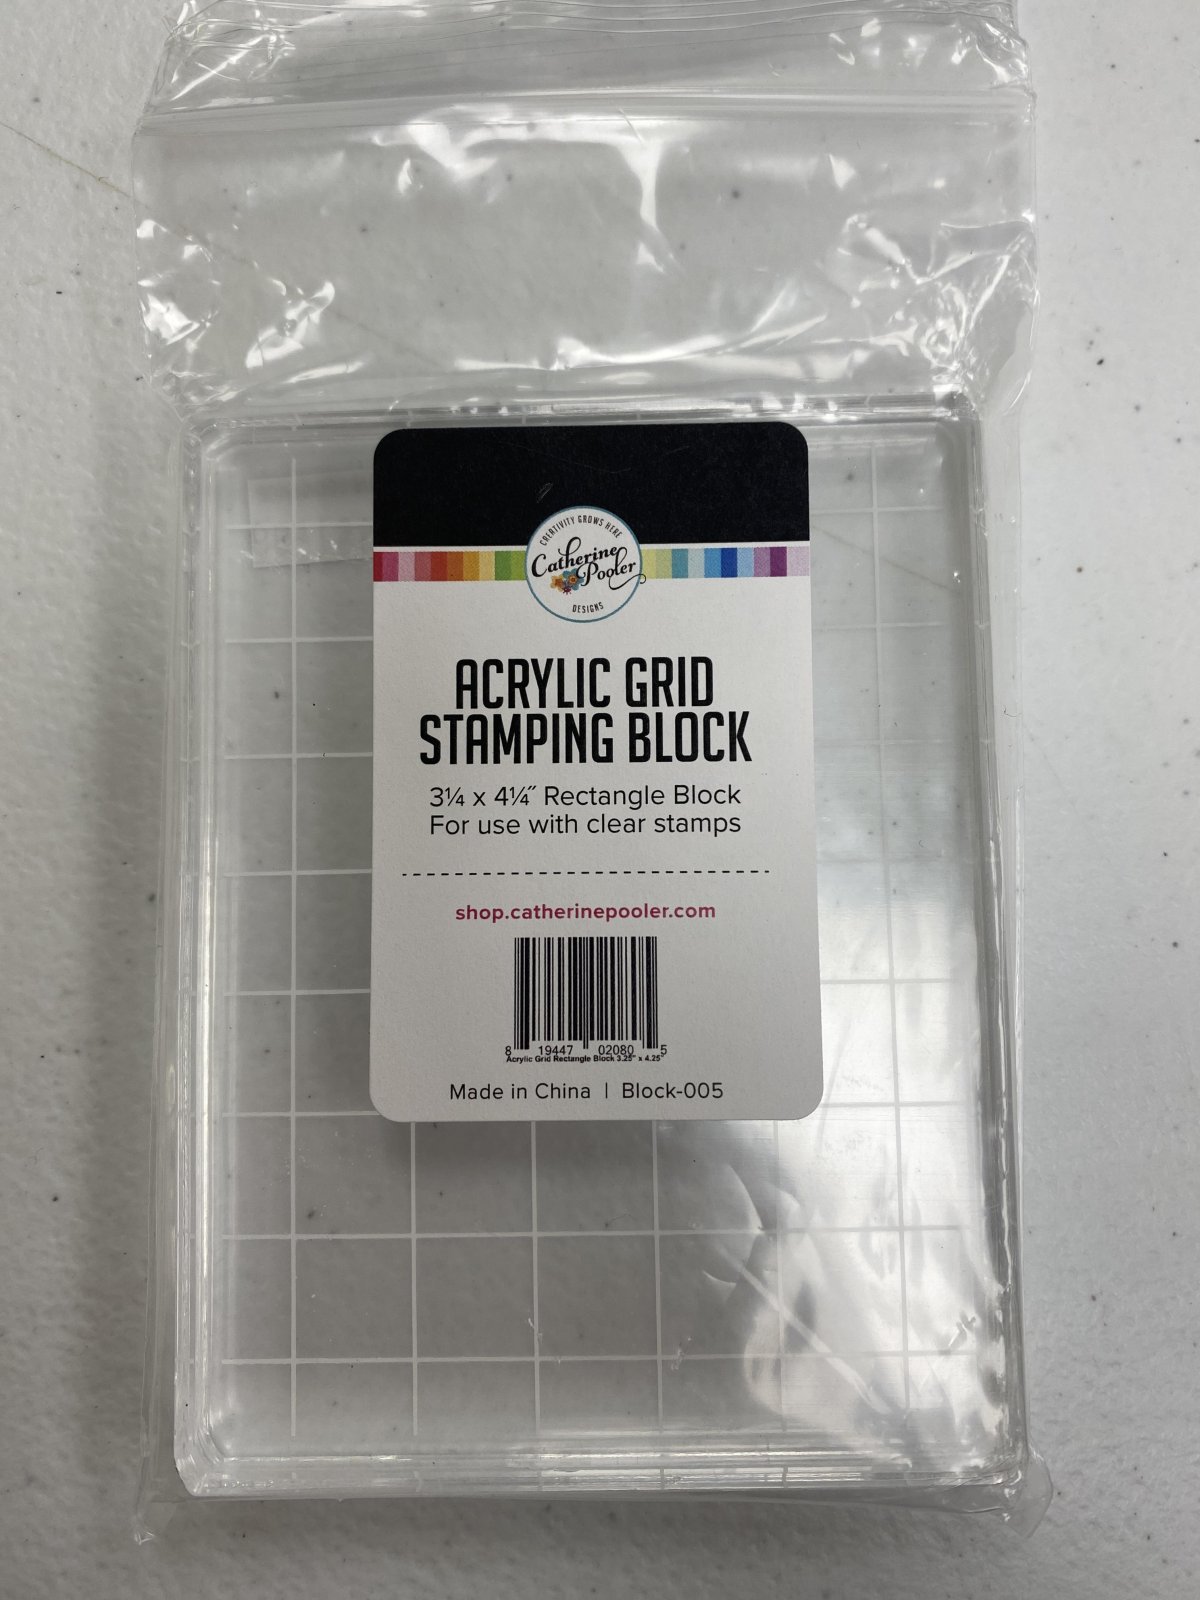 CREATIVITY GROWS HERE
Catherine
Pooler
DESIGNS
ACRYLIC GRID
STAMPING BLOCK
3¼ x 4¼˝ Rectangle Block
For use with clear stamps
shop.catherinepooler.com
8 19447 02080 5
Acrylic Grid Rectangle Block 3.25" x 4.25"
Made in China | Block-005